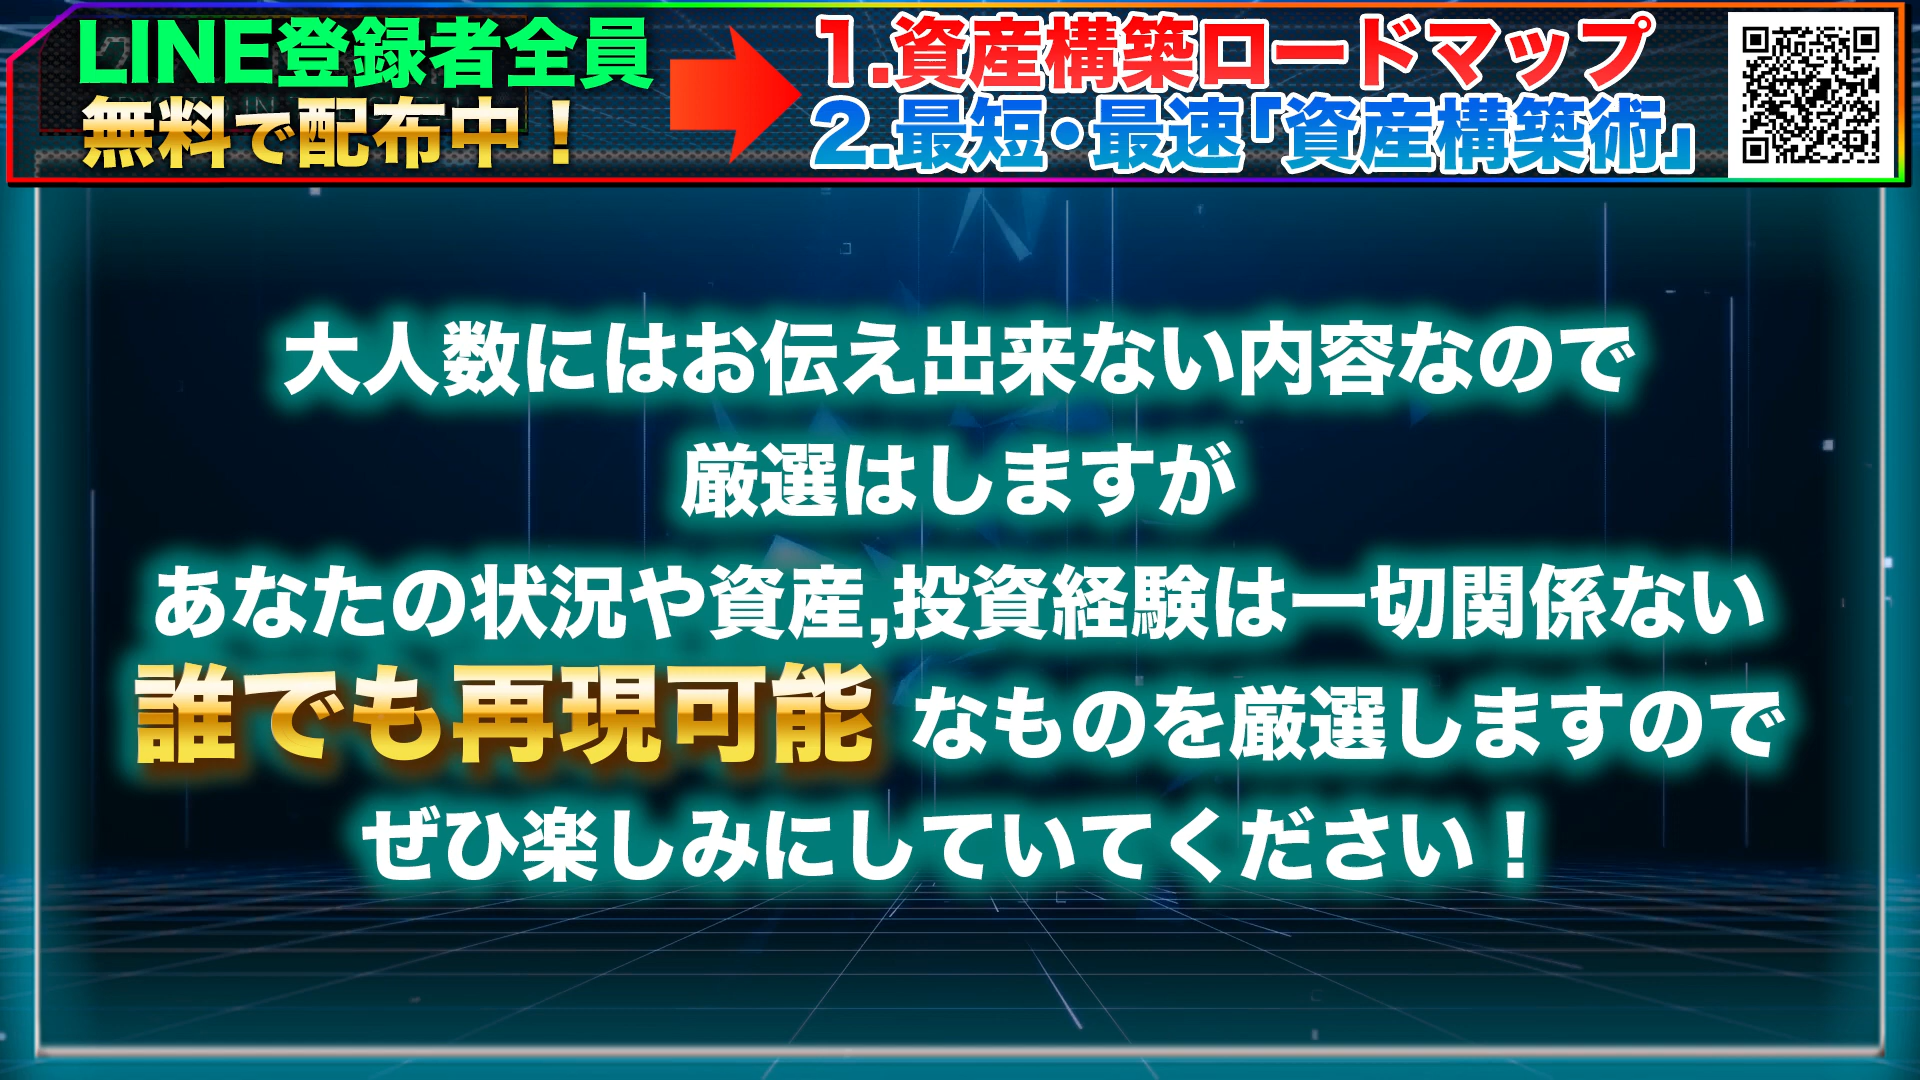 LINE登録者全員
無料で配布中！
1.資産構築ロードマップ
2.最短・最速「資産構築術」
大人数にはお伝え出来ない内容なので
厳選はしますが
あなたの状況や資産,投資経験は一切関係ない
誰でも再現可能 なものを厳選しますので
ぜひ楽しみにしていてください！